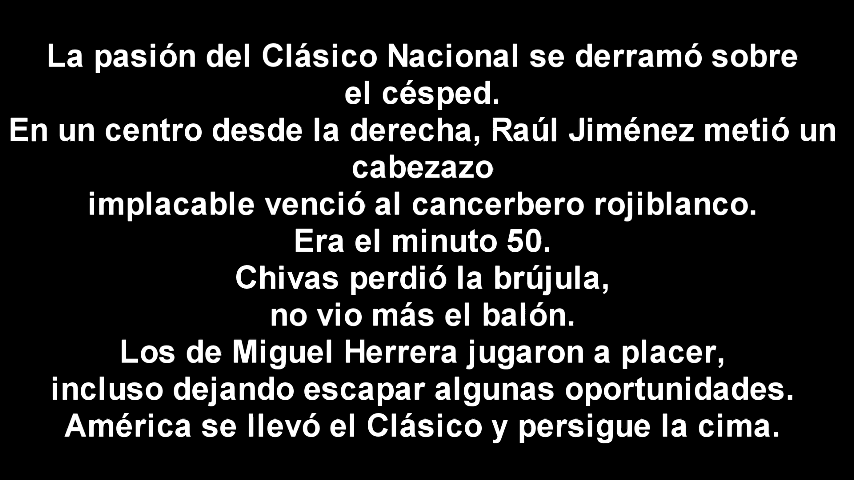 La pasión del Clásico Nacional se derramó sobre
el césped.
En un centro desde la derecha, Raúl Jiménez metió un
cabezazo
implacable venció al cancerbero rojiblanco.
Era el minuto 50.
Chivas perdió la brújula,
no vio más el balón.
Los de Miguel Herrera jugaron a placer,
incluso dejando escapar algunas oportunidades.
América se llevó el Clásico y persigue la cima.